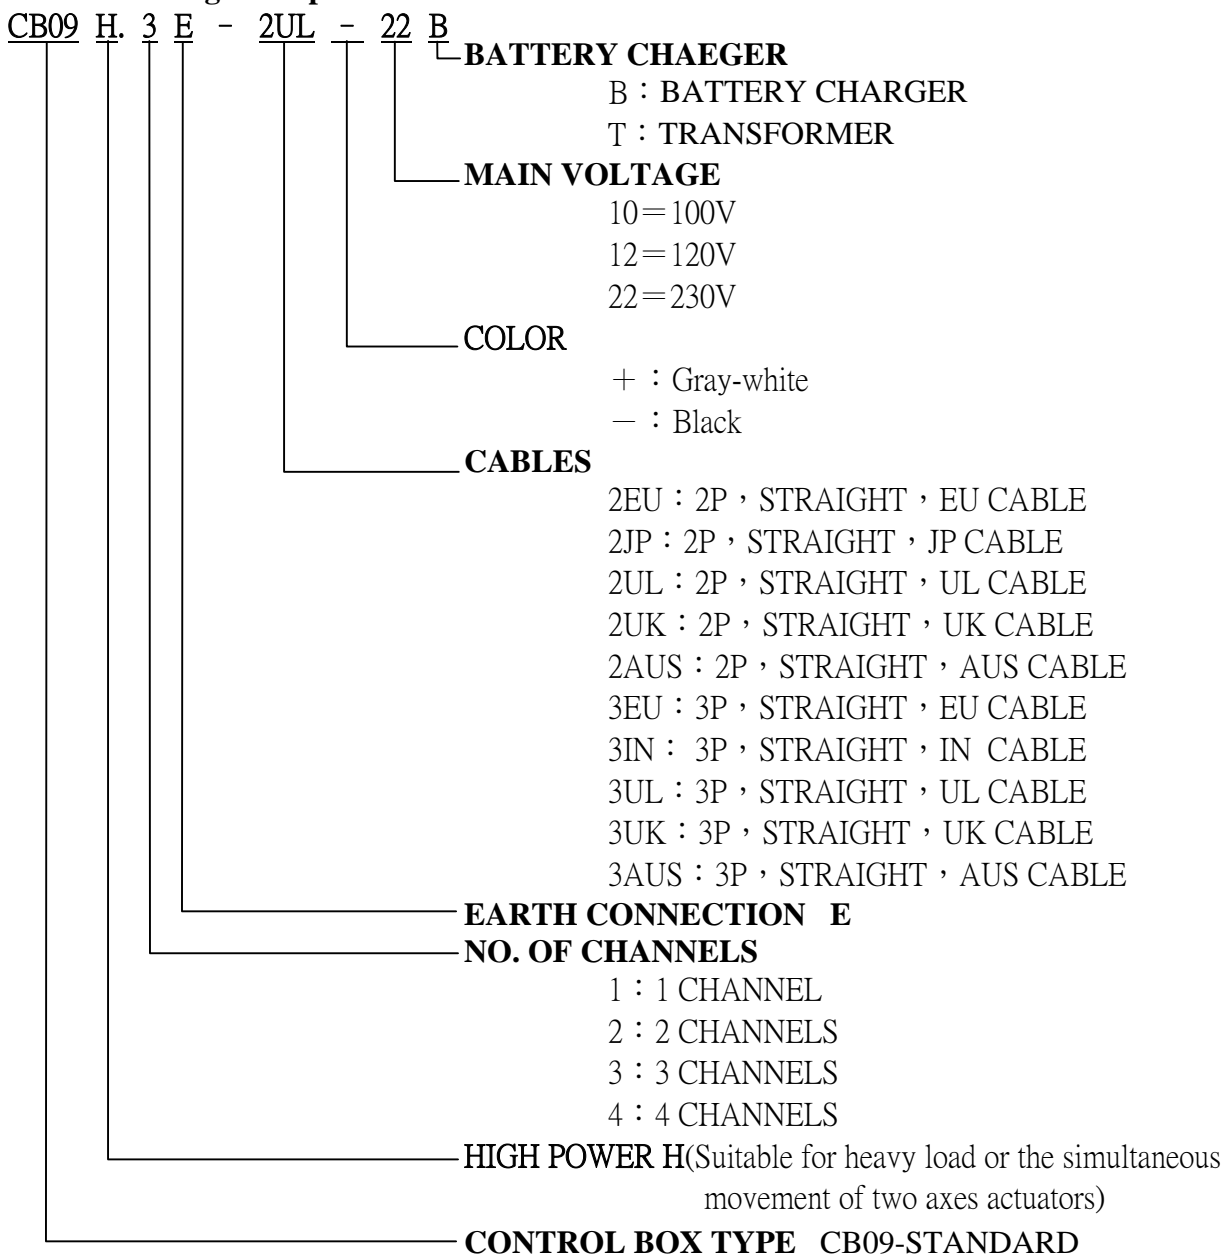 CB09 H. 3 E - 2UL - 22 B
BATTERY CHAEGER
B：BATTERY CHARGER
T：TRANSFORMER
MAIN VOLTAGE
10＝100V
12＝120V
22＝230V
COLOR
＋：Gray-white
－：Black
CABLES
2EU：2P，STRAIGHT，EU CABLE
2JP：2P，STRAIGHT，JP CABLE
2UL：2P，STRAIGHT，UL CABLE
2UK：2P，STRAIGHT，UK CABLE
2AUS：2P，STRAIGHT，AUS CABLE
3EU：3P，STRAIGHT，EU CABLE
3IN： 3P，STRAIGHT，IN CABLE
3UL：3P，STRAIGHT，UL CABLE
3UK：3P，STRAIGHT，UK CABLE
3AUS：3P，STRAIGHT，AUS CABLE
EARTH CONNECTION E
NO. OF CHANNELS
1：1 CHANNEL
2：2 CHANNELS
3：3 CHANNELS
4：4 CHANNELS
HIGH POWER H(Suitable for heavy load or the simultaneous
movement of two axes actuators)
CONTROL BOX TYPE CB09-STANDARD